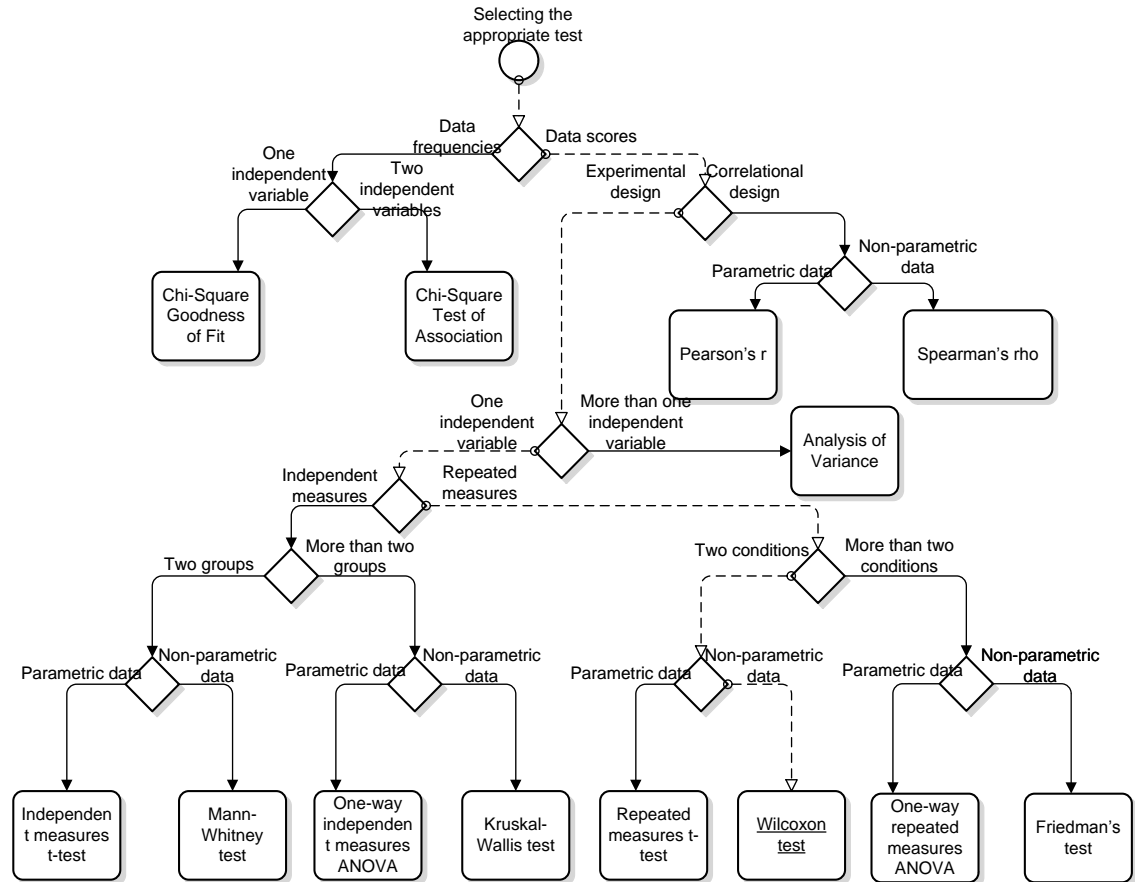 Selecting the
appropriate test
Data
frequencies
Data scores
One
independent
variable
Two
independent
variables
Experimental
design
Correlational
design
Parametric data
Non-parametric
data
Chi-Square
Goodness
of Fit
Chi-Square
Test of
Association
Pearson’s r
Spearman’s rho
One
independent
variable
More than one
independent
variable
Analysis of
Variance
Independent
measures
Repeated
measures
Two groups
More than two
groups
Two conditions
More than two
conditions
Parametric data
Non-parametric
data
Parametric data
Non-parametric
data
Parametric data
Non-parametric
data
Parametric data
Non-parametric
data
Independen
t measures
t-test
Mann-
Whitney
test
One-way
independen
t measures
ANOVA
Kruskal-
Wallis test
Repeated
measures t-
test
Wilcoxon
test
One-way
repeated
measures
ANOVA
Friedman’s
test